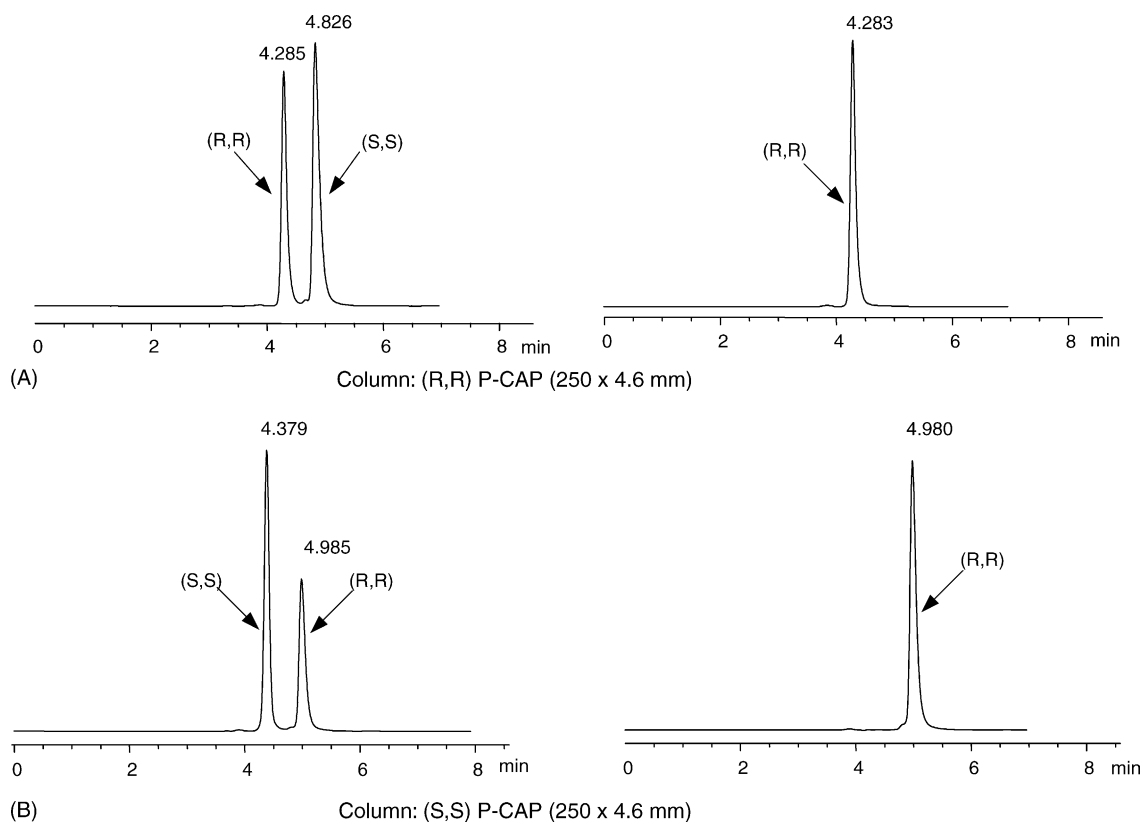 4.826
4.285
(R,R)
(S,S)
0 2 4 6 8 min
4.283
(R,R)
0 2 4 6 8 min
(A)
Column: (R,R) P-CAP (250 x 4.6 mm)
4.379
4.985
(S,S)
(R,R)
0 2 4 6 8 min
4.980
(R,R)
0 2 4 6 8 min
(B)
Column: (S,S) P-CAP (250 x 4.6 mm)